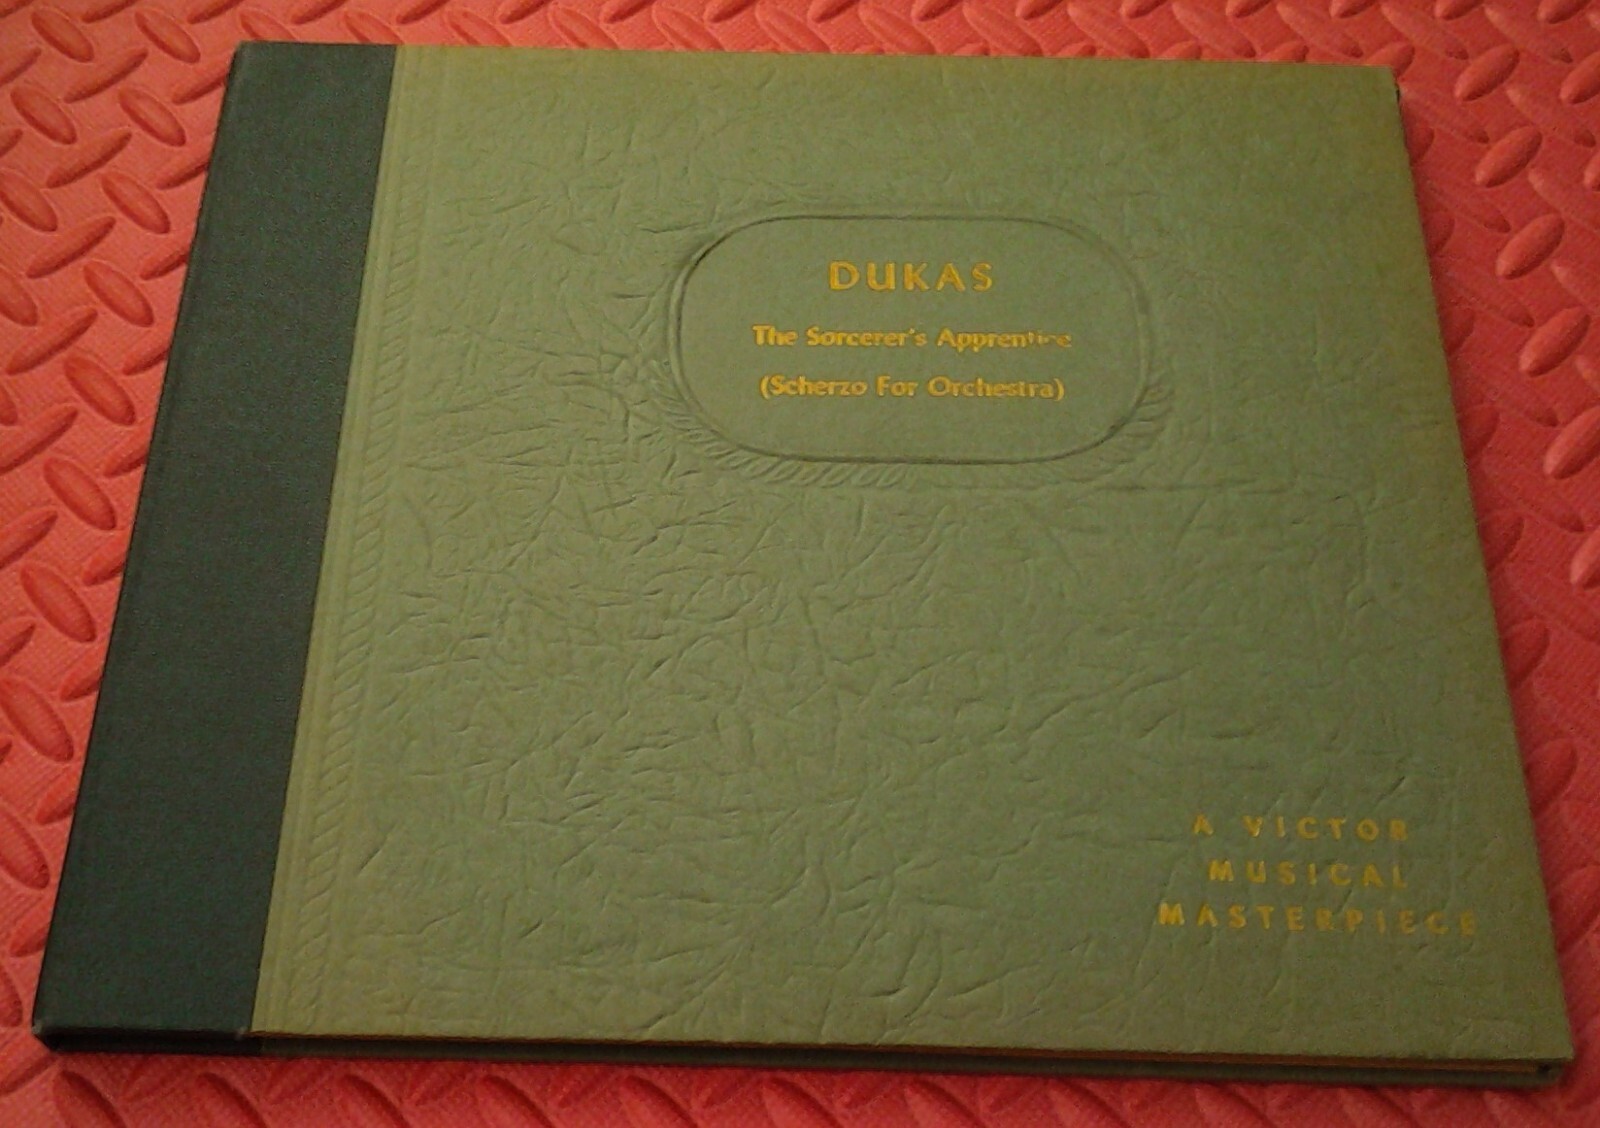 DUKAS
The Sorcerer's Apprentice
(Scherzo For Orchestra)
A VICTOR
MUSICAL
MASTERPIECE